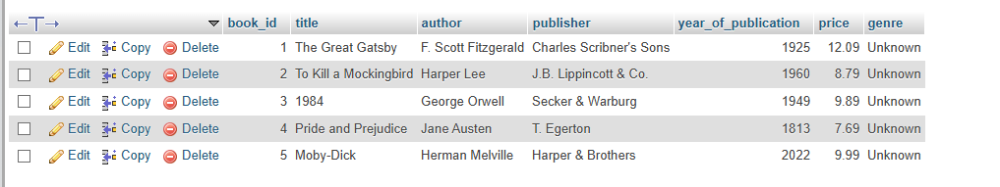 book_id title author publisher year_of_publication price genre
Edit Copy Delete 1 The Great Gatsby F. Scott Fitzgerald Charles Scribner's Sons 1925 12.09 Unknown
Edit Copy Delete 2 To Kill a Mockingbird Harper Lee J.B. Lippincott & Co. 1960 8.79 Unknown
Edit Copy Delete 3 1984 George Orwell Secker & Warburg 1949 9.89 Unknown
Edit Copy Delete 4 Pride and Prejudice Jane Austen T. Egerton 1813 7.69 Unknown
Edit Copy Delete 5 Moby-Dick Herman Melville Harper & Brothers 2022 9.99 Unknown